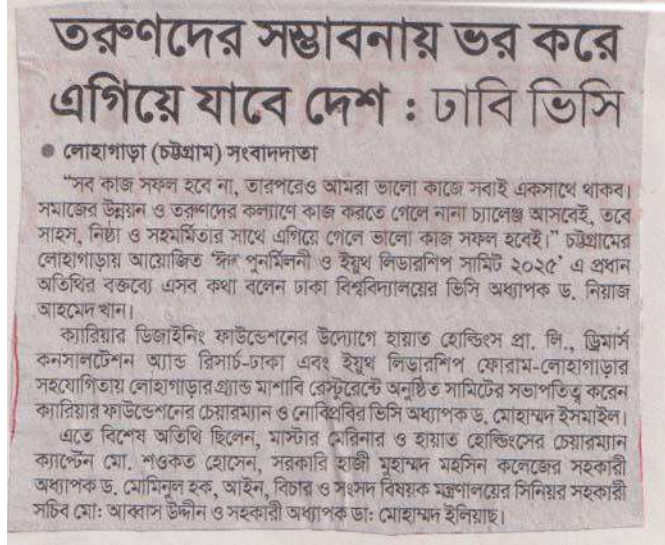 তরুণদের সম্ভাবনায় ভর করে
এগিয়ে যাবে দেশ : ঢাবি ভিসি
● লোহাগাড়া (চট্টগ্রাম) সংবাদদাতা
"সব কাজ সফল হবে না, তারপরেও আমরা ভালো কাজে সবাই একসাথে থাকব।
সমাজের উন্নয়ন ও তরুণদের কল্যাণে কাজ করতে গেলে নানা চ্যালেঞ্জ আসবেই, তবে
সাহস, নিষ্ঠা ও সহমর্মিতার সাথে এগিয়ে গেলে ভালো কাজ সফল হবেই।" চট্টগ্রামের
লোহাগাড়ায় আয়োজিত 'ঈদ পুনর্মিলনী ও ইয়ুথ লিডারশিপ সামিট ২০২৫' এ প্রধান
অতিথির বক্তব্যে এসব কথা বলেন ঢাকা বিশ্ববিদ্যালয়ের ভিসি অধ্যাপক ড. নিয়াজ
আহমেদ খান।
ক্যারিয়ার ডিজাইনিং ফাউন্ডেশনের উদ্যোগে হায়াত হোল্ডিংস প্রা. লি., ড্রিমার্স
কনসালটেশন অ্যান্ড রিসার্চ-ঢাকা এবং ইয়ুথ লিডারশিপ ফোরাম-লোহাগাড়ার
সহযোগিতায় লোহাগাড়ার গ্র্যান্ড মাশাবি রেস্টুরেন্টে অনুষ্ঠিত সামিটের সভাপতিত্ব করেন
ক্যারিয়ার ফাউন্ডেশনের চেয়ারম্যান ও নোবিপ্রবির ভিসি অধ্যাপক ড. মোহাম্মদ ইসমাইল।
এতে বিশেষ অতিথি ছিলেন, মাস্টার মেরিনার ও হায়াত হোল্ডিংসের চেয়ারম্যান
ক্যাপ্টেন মো. শওকত হোসেন, সরকারি হাজী মুহাম্মদ মহসিন কলেজের সহকারী
অধ্যাপক ড. মোমিনুল হক, আইন, বিচার ও সংসদ বিষয়ক মন্ত্রণালয়ের সিনিয়র সহকারী
সচিব মো: আব্বাস উদ্দীন ও সহকারী অধ্যাপক ডা: মোহাম্মদ ইলিয়াছ।